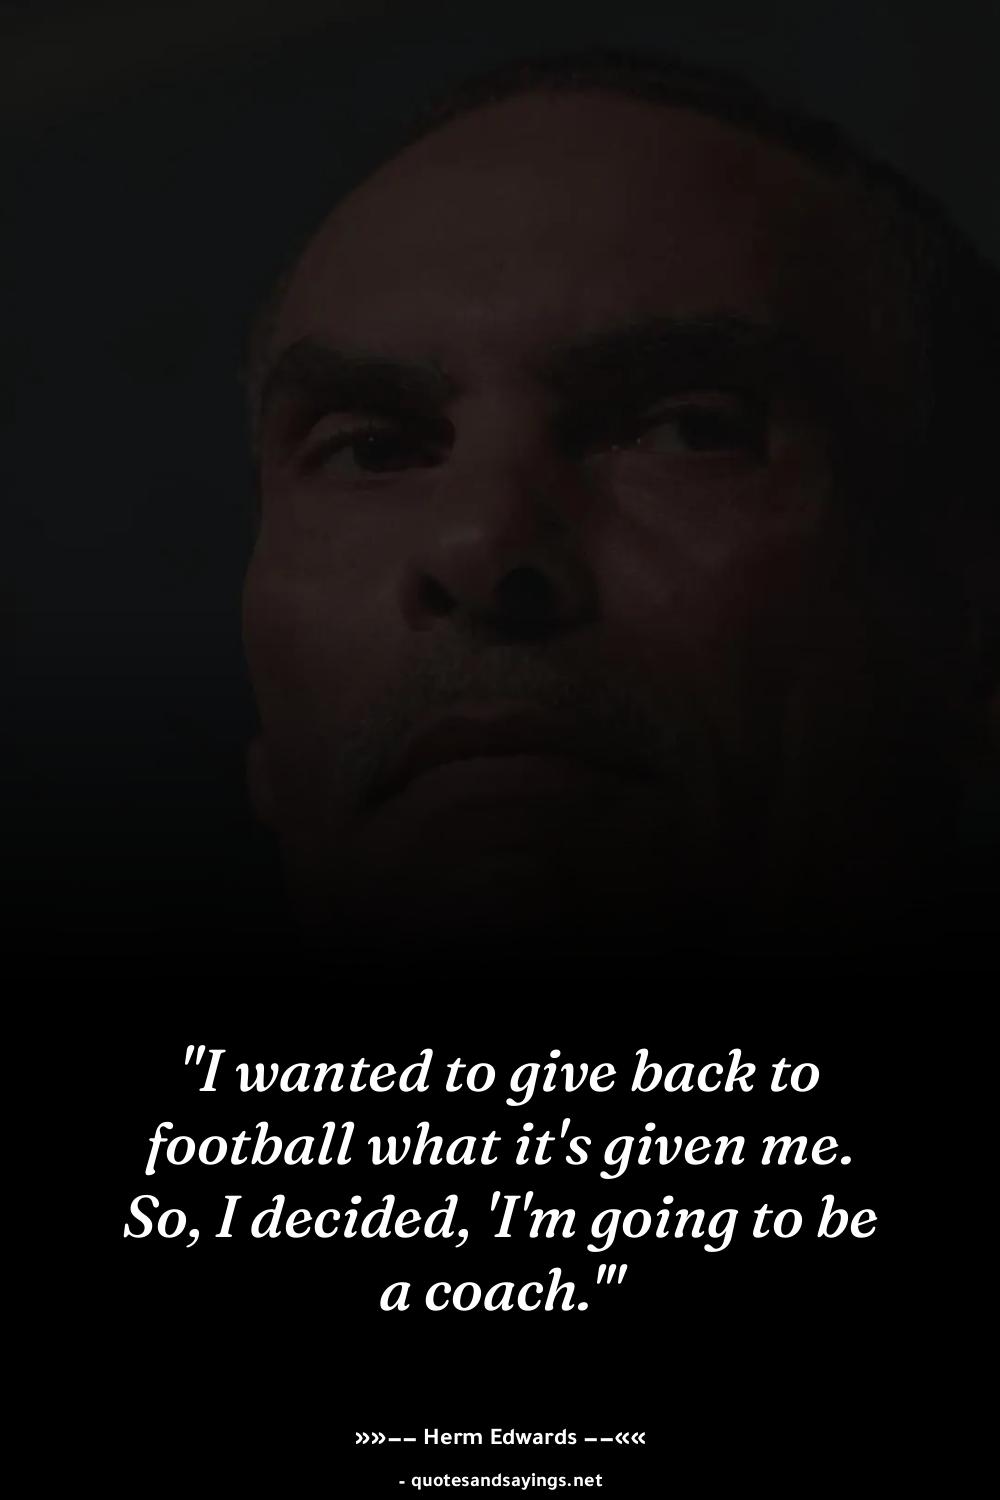 "I wanted to give back to
football what it's given me.
So, I decided, 'I'm going to be
a coach.'"
»»–– Herm Edwards ––««
- quotesandsayings.net